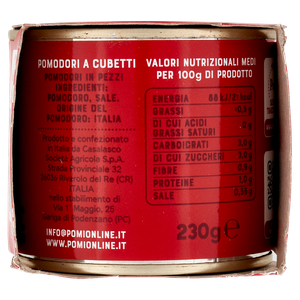 POMODORI A CUBETTI
POMODORI IN PEZZI
INGREDIENTI:
POMODORO, SALE.
ORIGINE DEL
POMODORO: ITALIA
Prodotto e confezionato
in Italia da Casalasco
Società Agricola S.p.A.
Strada Provinciale 32
26036 Rivarolo del Re (CR)
ITALIA
nello stabilimento di
Via I Maggio, 25
Gariga di Podenzano (PC)
INFO@POMIONLINE.IT
WWW.POMIONLINE.IT
VALORI NUTRIZIONALI MEDI
PER 100g DI PRODOTTO
ENERGIA
GRASSI
DI CUI ACIDI
GRASSI SATURI
CARBOIDRATI
DI CUI ZUCCHERI
FIBRE
PROTEINE
SALE
230g e